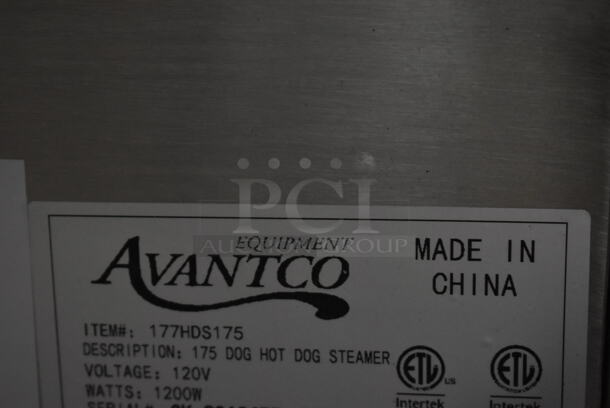 PCI
AUCTION GROUP
EQUIPMENT
AVANTCO
MADE IN
CHINA
ITEM#: 177HDS175
DESCRIPTION: 175 DOG HOT DOG STEAMER
VOLTAGE: 120V
WATTS: 1200W
ETL US
ETL
Intertek
Intertek